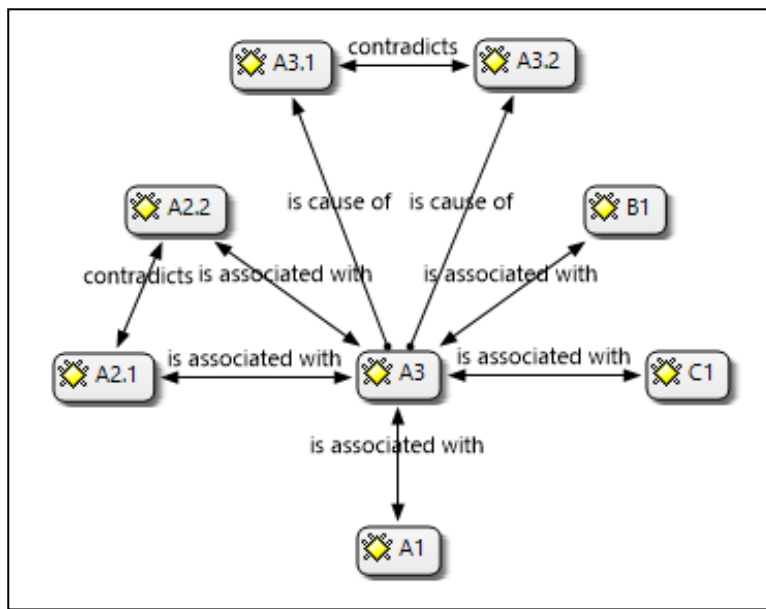 contradicts
A3.1
A3.2
is cause of
is cause of
A2.2
B1
contradicts
is associated with
is associated with
A2.1
is associated with
A3
is associated with
C1
is associated with
A1